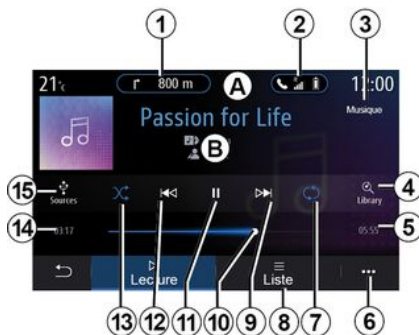 1 2 3
21°c 800 m A 12:00
Musique
Passion for Life
B
15 Sources Library 4
14 03:17 05:55 5
Lecture Liste
13 12 11 10 9 8 7 6